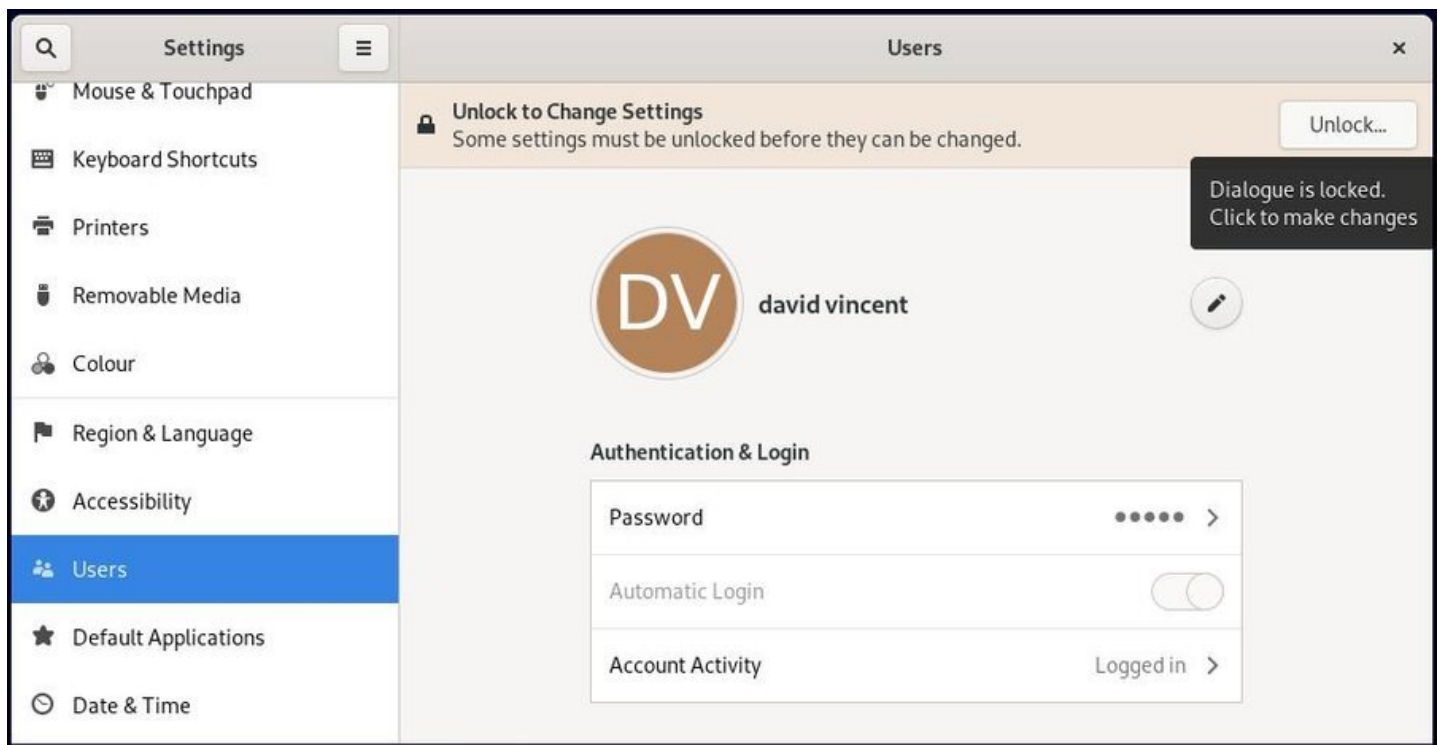 Settings
Users
Mouse & Touchpad
Keyboard Shortcuts
Printers
Removable Media
Colour
Region & Language
Accessibility
Users
Default Applications
Date & Time
Unlock to Change Settings
Some settings must be unlocked before they can be changed.
Unlock...
Dialogue is locked.
Click to make changes
DV
david vincent
Authentication & Login
Password
Automatic Login
Account Activity
Logged in